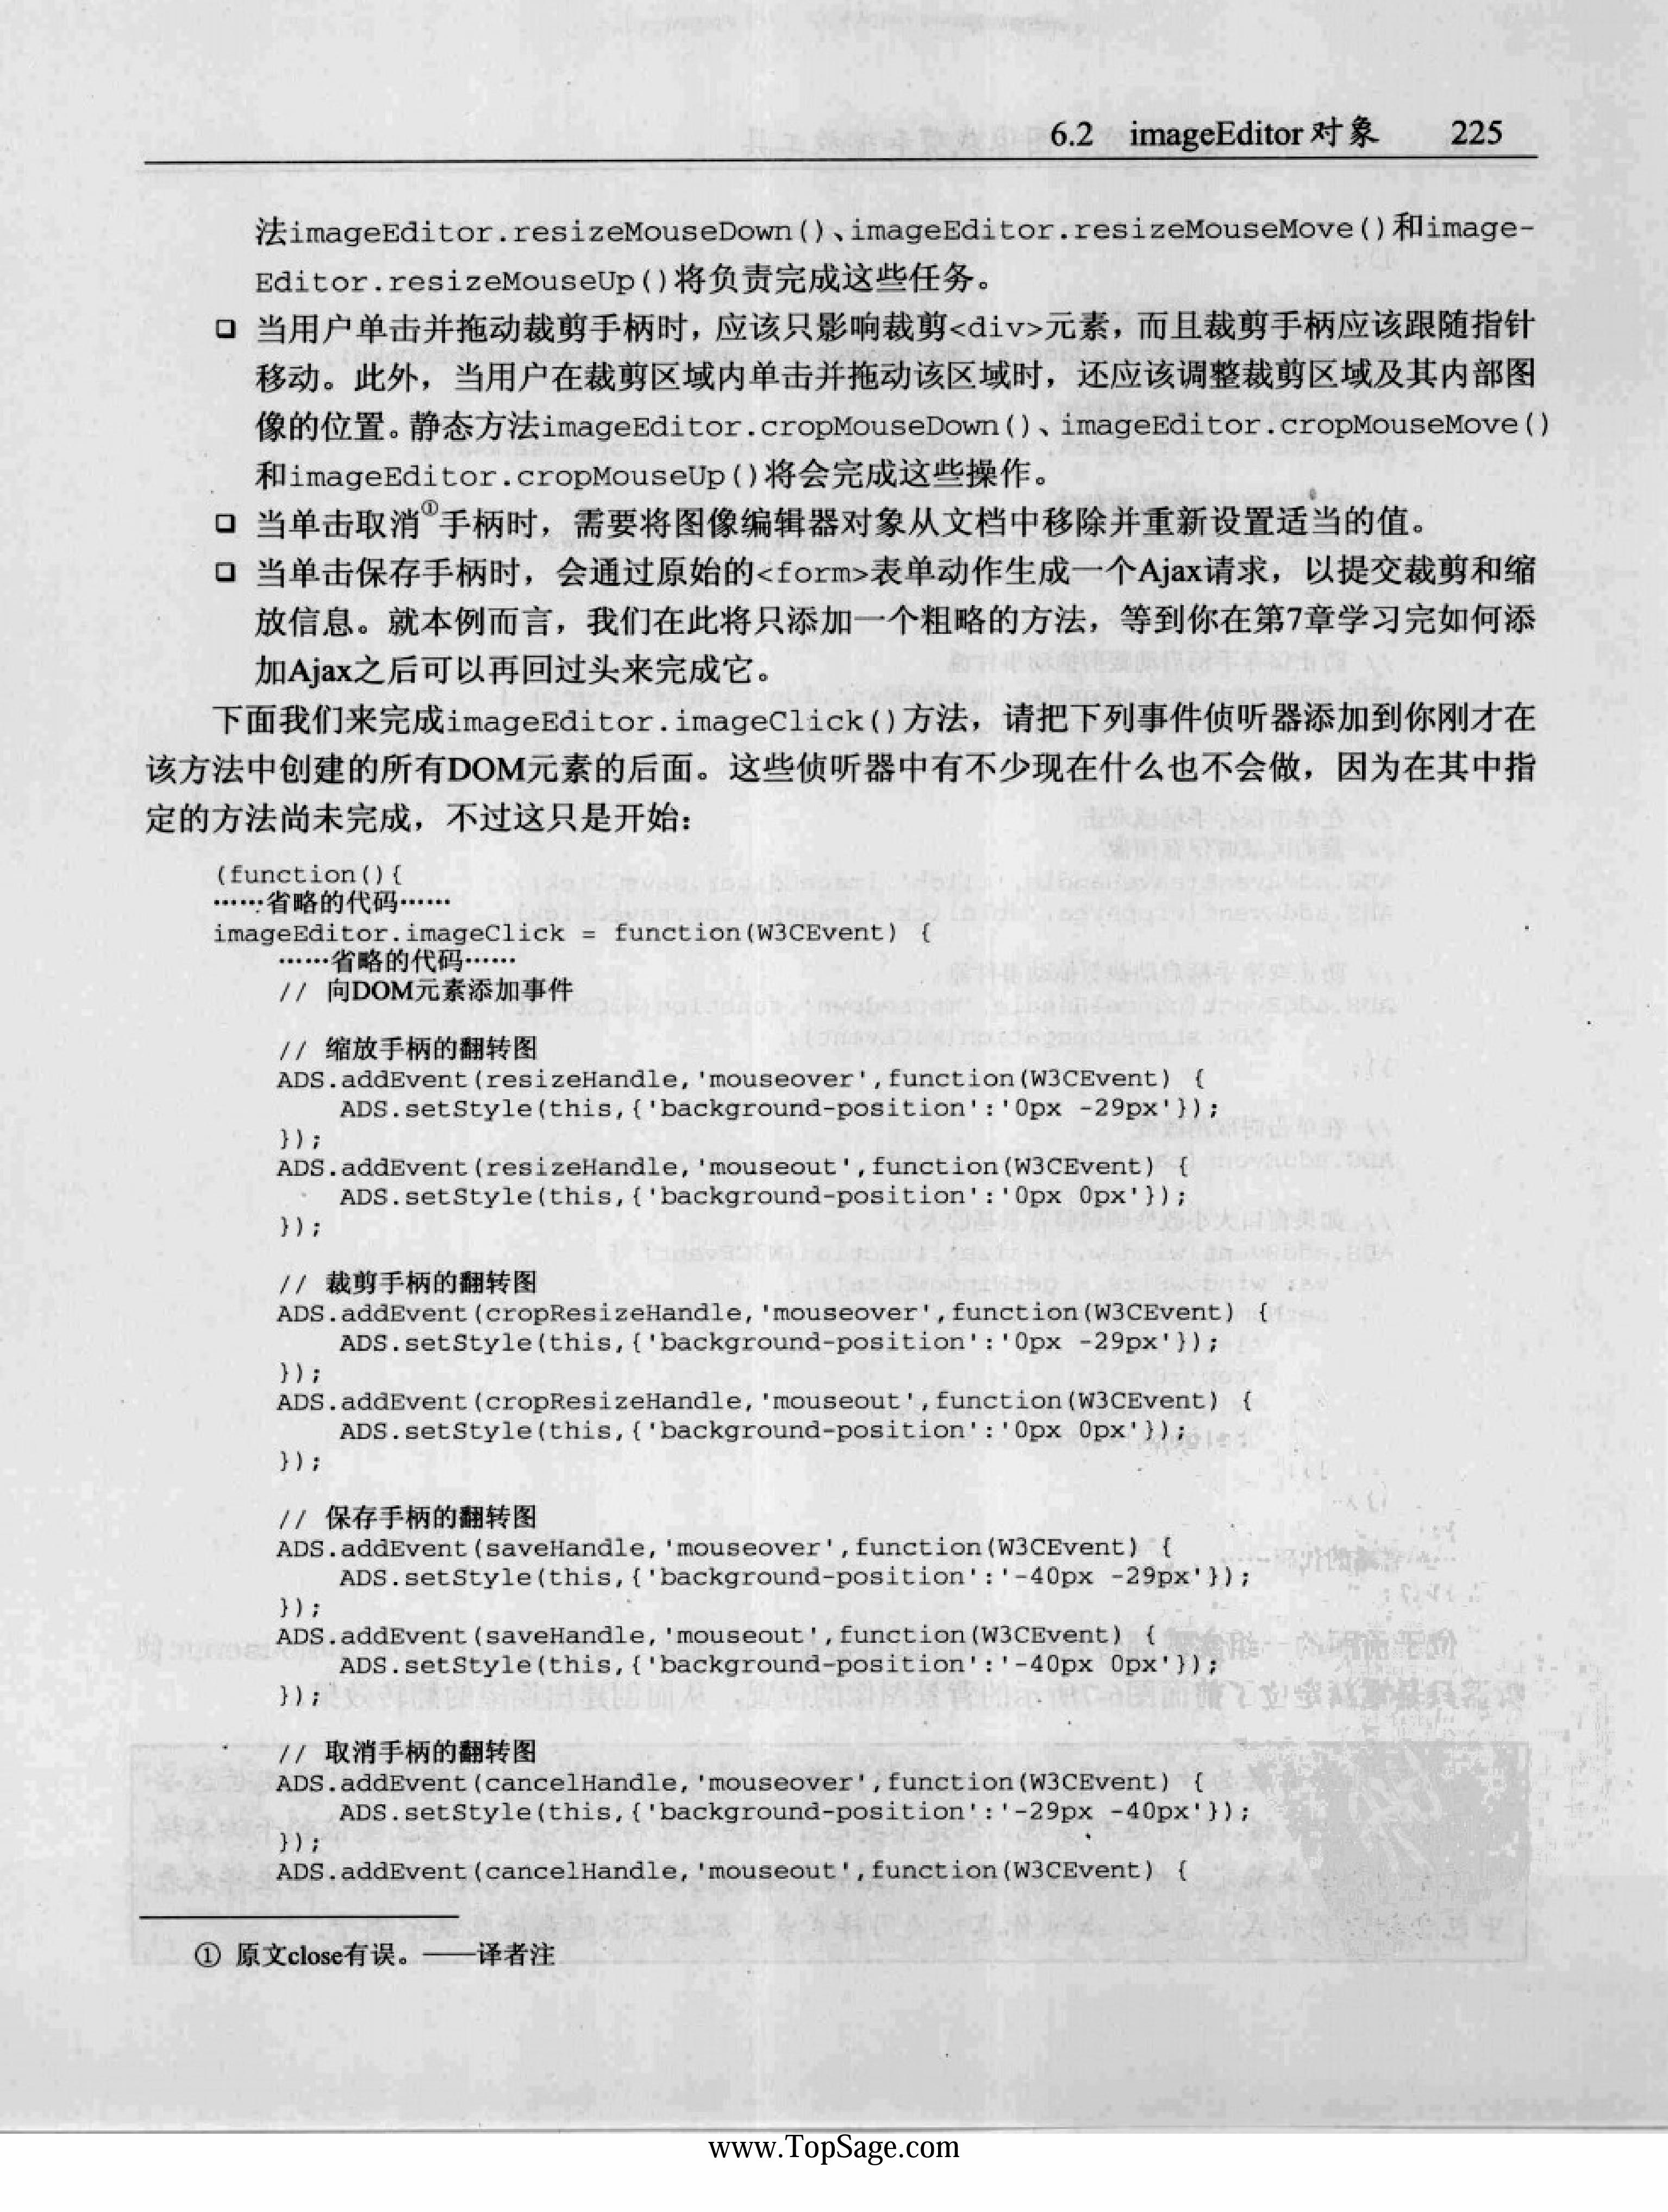 6.2 imageEditor 对象 225
法imageEditor.resizeMouseDown()、imageEditor.resizeMouseMove()和image-
Editor.resizeMouseUp()将负责完成这些任务。
❑ 当用户单击并拖动裁剪手柄时，应该只影响裁剪<div>元素，而且裁剪手柄应该跟随指针
移动。此外，当用户在裁剪区域内单击并拖动该区域时，还应该调整裁剪区域及其内部图
像的位置。静态方法imageEditor.cropMouseDown()、imageEditor.cropMouseMove()
和imageEditor.cropMouseUp()将会完成这些操作。
❑ 当单击取消①手柄时，需要将图像编辑器对象从文档中移除并重新设置适当的值。
❑ 当单击保存手柄时，会通过原始的<form>表单动作生成一个Ajax请求，以提交裁剪和缩
放信息。就本例而言，我们在此将只添加一个粗略的方法，等到你在第7章学习完如何添
加Ajax之后可以再回过头来完成它。
下面我们来完成imageEditor.imageClick()方法，请把下列事件侦听器添加到你刚才在
该方法中创建的所有DOM元素的后面。这些侦听器中有不少现在什么也不会做，因为在其中指
定的方法尚未完成，不过这只是开始：
(function(){
……省略的代码……
imageEditor.imageClick = function(W3CEvent) {
    ……省略的代码……
    // 向DOM元素添加事件
    // 缩放手柄的翻转图
    ADS.addEvent(resizeHandle,'mouseover',function(W3CEvent) {
        ADS.setStyle(this,{'background-position':'0px -29px'});
    });
    ADS.addEvent(resizeHandle,'mouseout',function(W3CEvent) {
        ADS.setStyle(this,{'background-position':'0px 0px'});
    });
    // 裁剪手柄的翻转图
    ADS.addEvent(cropResizeHandle,'mouseover',function(W3CEvent) {
        ADS.setStyle(this,{'background-position':'0px -29px'});
    });
    ADS.addEvent(cropResizeHandle,'mouseout',function(W3CEvent) {
        ADS.setStyle(this,{'background-position':'0px 0px'});
    });
    // 保存手柄的翻转图
    ADS.addEvent(saveHandle,'mouseover',function(W3CEvent) {
        ADS.setStyle(this,{'background-position':'-40px -29px'});
    });
    ADS.addEvent(saveHandle,'mouseout',function(W3CEvent) {
        ADS.setStyle(this,{'background-position':'-40px 0px'});
    });
    // 取消手柄的翻转图
    ADS.addEvent(cancelHandle,'mouseover',function(W3CEvent) {
        ADS.setStyle(this,{'background-position':'-29px -40px'});
    });
    ADS.addEvent(cancelHandle,'mouseout',function(W3CEvent) {
① 原文close有误。——译者注
www.TopSage.com